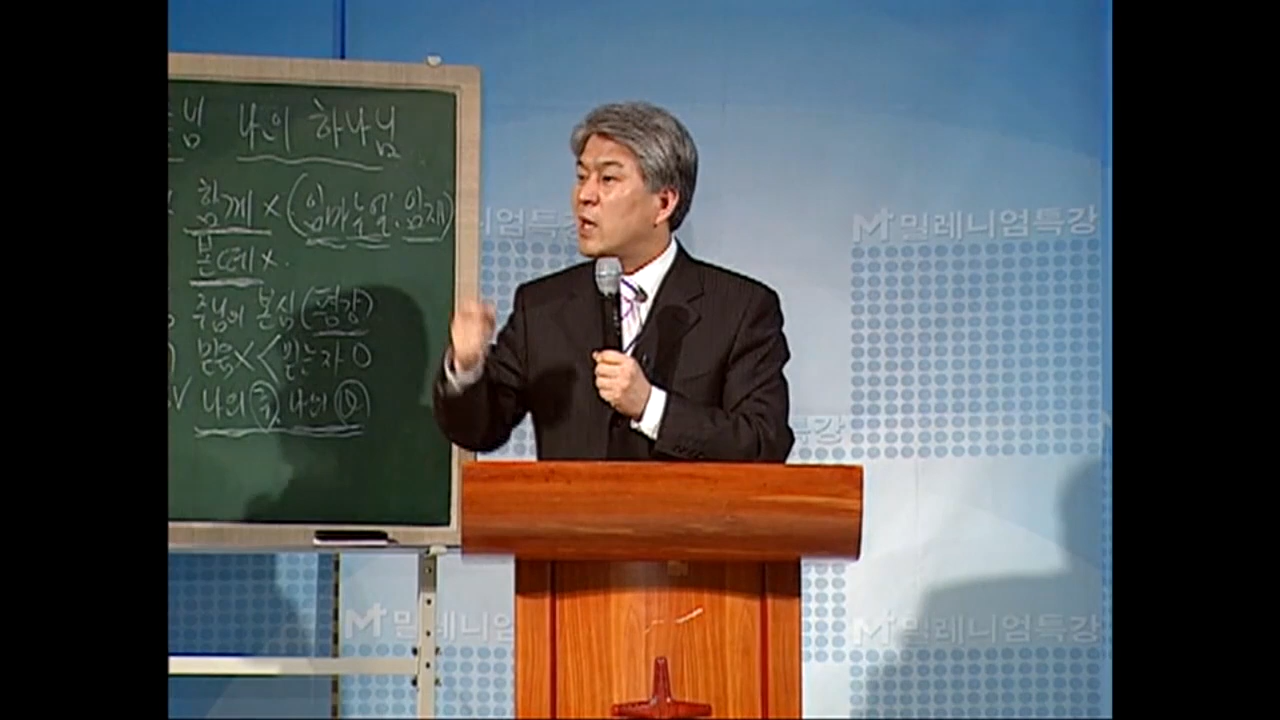 님 나의 하나님
함께 X (임마누엘, 임재)
본체 X.
주님의 본심 (평강)
믿음 X < 믿는 자 O
나의 주, 나의
밀레니엄특강
밀레니엄특강
특강
밀레니엄
밀레니엄특강